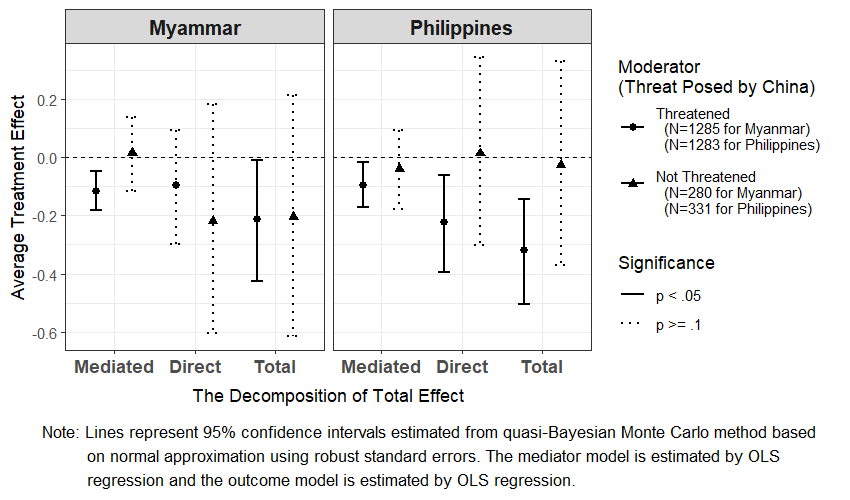 Myanmar
Philippines
Average Treatment Effect
0.2
0.0
-0.2
-0.4
-0.6
Mediated Direct Total
Mediated Direct Total
The Decomposition of Total Effect
Moderator
(Threat Posed by China)
Threatened
(N=1285 for Myanmar)
(N=1283 for Philippines)
Not Threatened
(N=280 for Myanmar)
(N=331 for Philippines)
Significance
p < .05
p >= .1
Note: Lines represent 95% confidence intervals estimated from quasi-Bayesian Monte Carlo method based
on normal approximation using robust standard errors. The mediator model is estimated by OLS
regression and the outcome model is estimated by OLS regression.